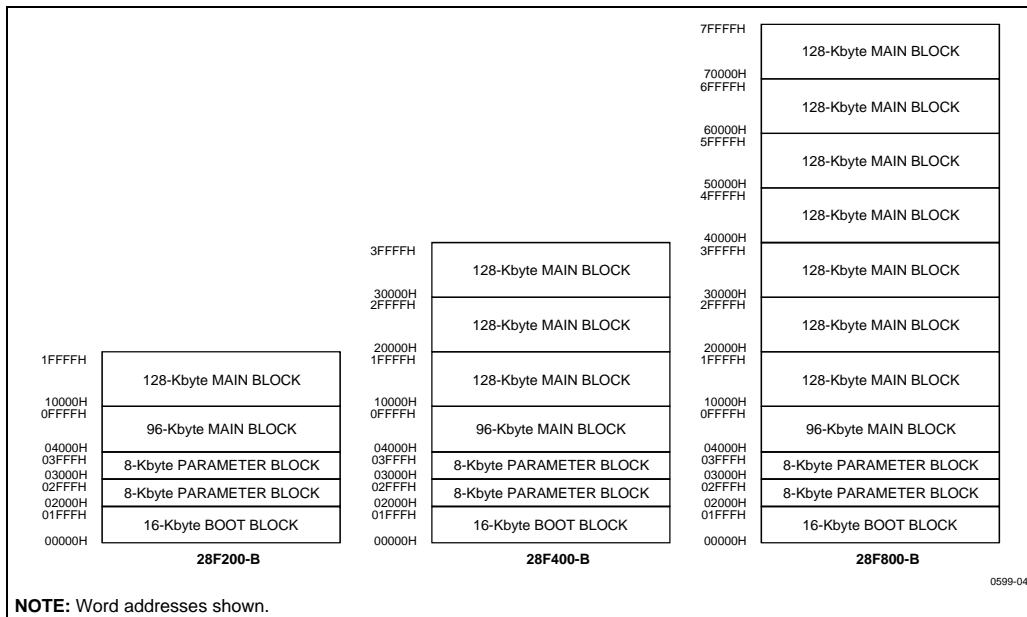 7FFFFH
128-Kbyte MAIN BLOCK
70000H
6FFFFH
128-Kbyte MAIN BLOCK
60000H
5FFFFH
128-Kbyte MAIN BLOCK
50000H
4FFFFH
128-Kbyte MAIN BLOCK
40000H
3FFFFH 3FFFFH
128-Kbyte MAIN BLOCK 128-Kbyte MAIN BLOCK
30000H 30000H
2FFFFH 2FFFFH
128-Kbyte MAIN BLOCK 128-Kbyte MAIN BLOCK
20000H 20000H
1FFFFH 1FFFFH 1FFFFH
128-Kbyte MAIN BLOCK 128-Kbyte MAIN BLOCK 128-Kbyte MAIN BLOCK
10000H 10000H 10000H
0FFFFH 0FFFFH 0FFFFH
96-Kbyte MAIN BLOCK 96-Kbyte MAIN BLOCK 96-Kbyte MAIN BLOCK
04000H 04000H 04000H
03FFFH 03FFFH 03FFFH
8-Kbyte PARAMETER BLOCK 8-Kbyte PARAMETER BLOCK 8-Kbyte PARAMETER BLOCK
03000H 03000H 03000H
02FFFH 02FFFH 02FFFH
8-Kbyte PARAMETER BLOCK 8-Kbyte PARAMETER BLOCK 8-Kbyte PARAMETER BLOCK
02000H 02000H 02000H
01FFFH 01FFFH 01FFFH
16-Kbyte BOOT BLOCK 16-Kbyte BOOT BLOCK 16-Kbyte BOOT BLOCK
00000H 00000H 00000H
28F200-B 28F400-B 28F800-B
0599-04
NOTE: Word addresses shown.